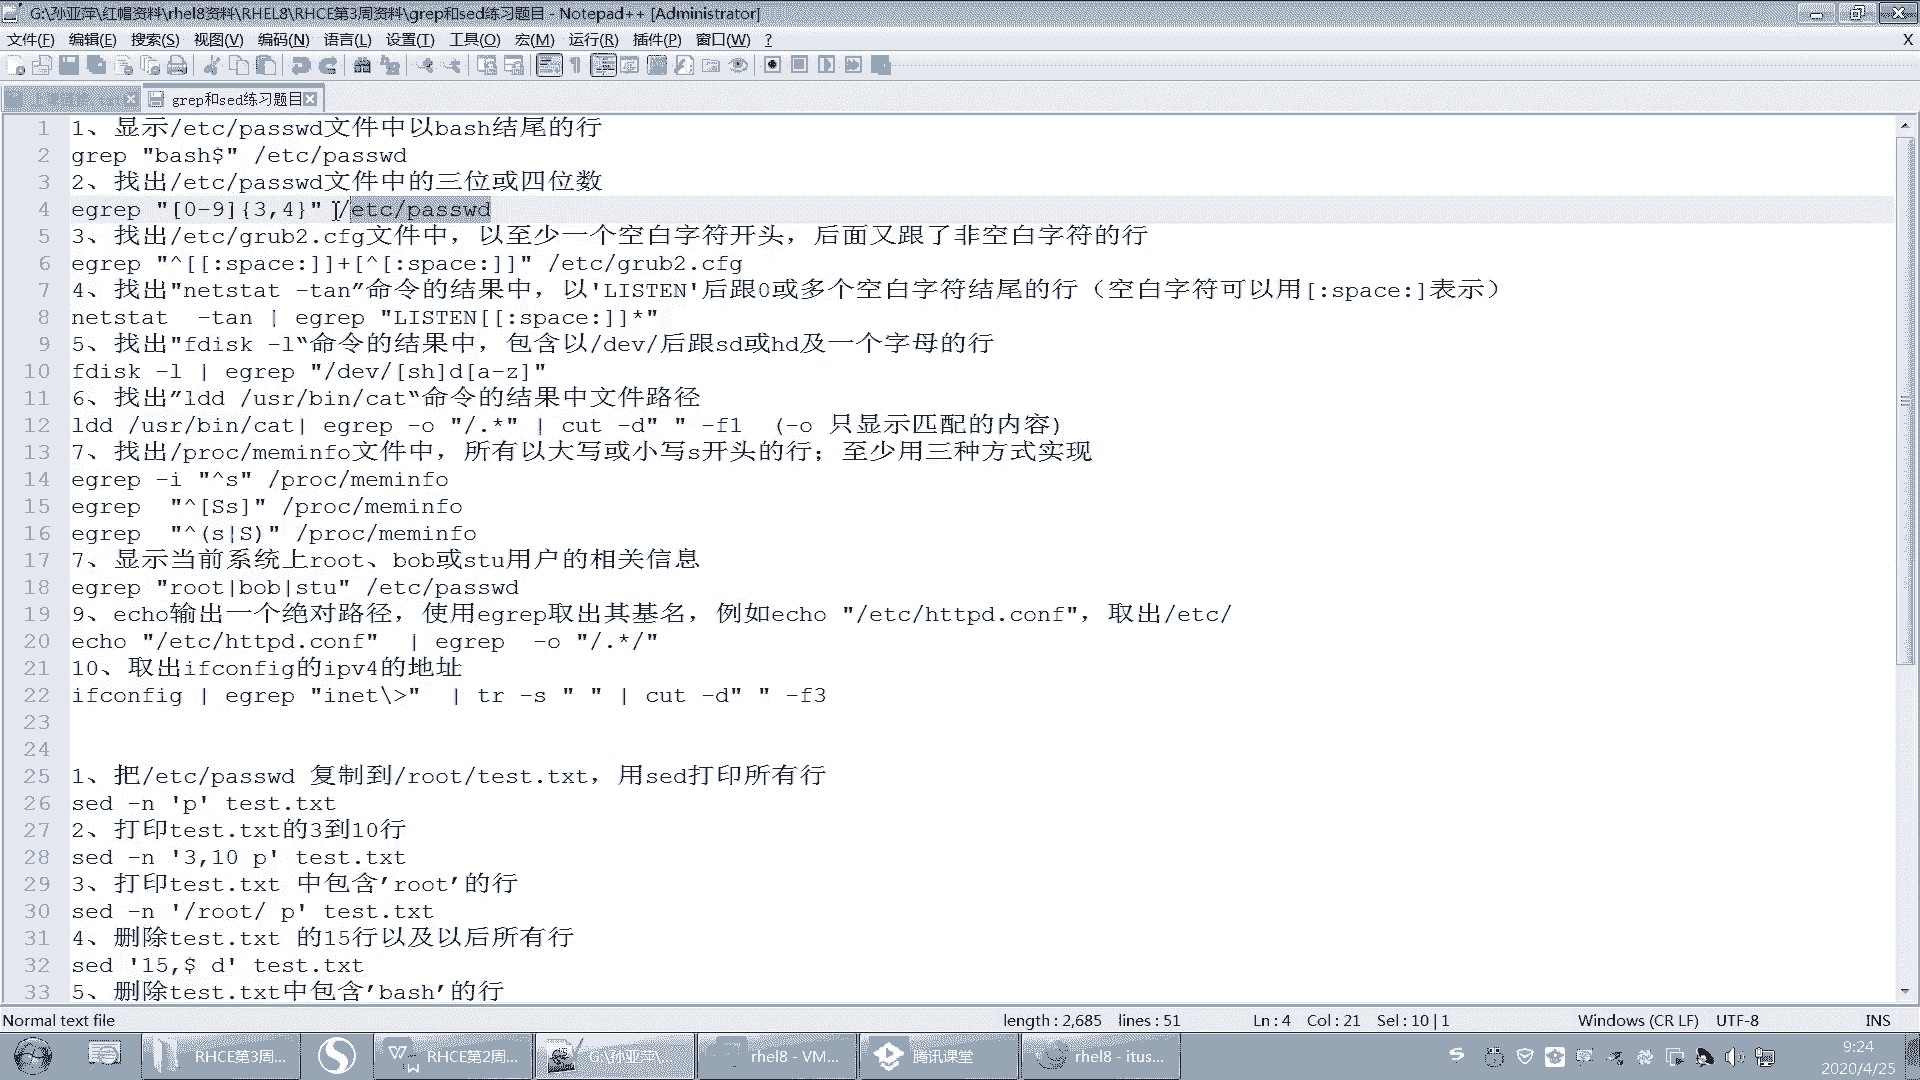 G:\孙亚萍\红帽资料\rhel8资料\RHEL8\RHCE第3周资料\grep和sed练习题目 - Notepad++ [Administrator]
文件(F) 编辑(E) 搜索(S) 视图(V) 编码(N) 语言(L) 设置(T) 工具(O) 宏(M) 运行(R) 插件(P) 窗口(W) ? X
grep和sed练习题目
1 1、显示/etc/passwd文件中以bash结尾的行
2 grep "bash$" /etc/passwd
3 2、找出/etc/passwd文件中的三位或四位数
4 egrep "[0-9]{3,4}" /etc/passwd
5 3、找出/etc/grub2.cfg文件中，以至少一个空白字符开头，后面又跟了非空白字符的行
6 egrep "^[[:space:]]+[^[:space:]]" /etc/grub2.cfg
7 4、找出"netstat -tan”命令的结果中，以'LISTEN'后跟0或多个空白字符结尾的行（空白字符可以用[:space:]表示）
8 netstat  -tan | egrep "LISTEN[[:space:]]*"
9 5、找出"fdisk -l“命令的结果中，包含以/dev/后跟sd或hd及一个字母的行
10 fdisk -l | egrep "/dev/[sh]d[a-z]"
11 6、找出”ldd /usr/bin/cat“命令的结果中文件路径
12 ldd /usr/bin/cat| egrep -o "/.*" | cut -d" " -f1  (-o 只显示匹配的内容)
13 7、找出/proc/meminfo文件中，所有以大写或小写s开头的行；至少用三种方式实现
14 egrep -i "^s" /proc/meminfo
15 egrep  "^[Ss]" /proc/meminfo
16 egrep  "^(s|S)" /proc/meminfo
17 7、显示当前系统上root、bob或stu用户的相关信息
18 egrep "root|bob|stu" /etc/passwd
19 9、echo输出一个绝对路径，使用egrep取出其基名，例如echo "/etc/httpd.conf"，取出/etc/
20 echo "/etc/httpd.conf"  | egrep  -o "/.*/"
21 10、取出ifconfig的ipv4的地址
22 ifconfig | egrep "inet\>"  | tr -s " " | cut -d" " -f3
23
24
25 1、把/etc/passwd 复制到/root/test.txt，用sed打印所有行
26 sed -n 'p' test.txt
27 2、打印test.txt的3到10行
28 sed -n '3,10 p' test.txt
29 3、打印test.txt 中包含’root’的行
30 sed -n '/root/ p' test.txt
31 4、删除test.txt 的15行以及以后所有行
32 sed '15,$ d' test.txt
33 5、删除test.txt中包含’bash’的行
Normal text file length : 2,685 lines : 51 Ln : 4 Col : 21 Sel : 10 | 1 Windows (CR LF) UTF-8 INS
RHCE第3周... RHCE第2周... G:\孙亚萍\... rhel8 - VM... 腾讯课堂 rhel8 - itus... 9:24
2020/4/25